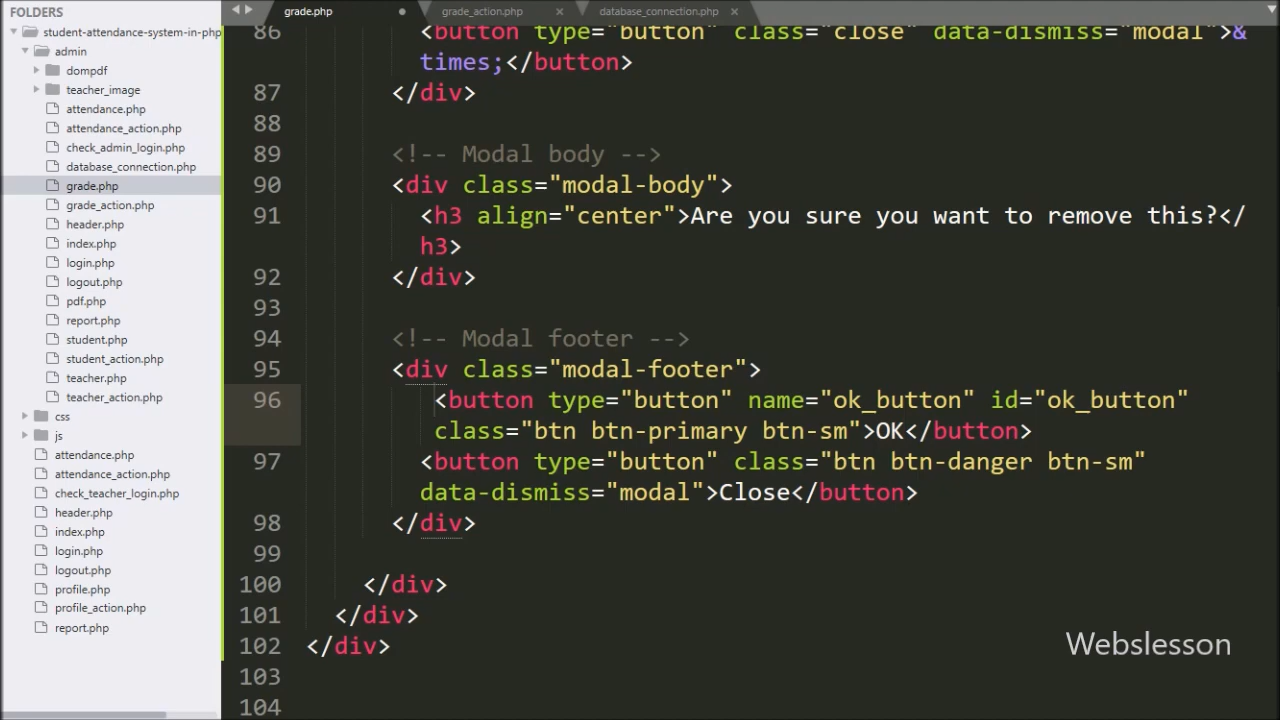 FOLDERS
student-attendance-system-in-php
admin
dompdf
teacher_image
attendance.php
attendance_action.php
check_admin_login.php
database_connection.php
grade.php
grade_action.php
header.php
index.php
login.php
logout.php
pdf.php
report.php
student.php
student_action.php
teacher.php
teacher_action.php
css
js
attendance.php
attendance_action.php
check_teacher_login.php
header.php
index.php
login.php
logout.php
profile.php
profile_action.php
report.php
grade.php grade_action.php database_connection.php
86 <button type="button" class="close" data-dismiss="modal">&
times;</button>
87 </div>
88
89 <!-- Modal body -->
90 <div class="modal-body">
91 <h3 align="center">Are you sure you want to remove this?</
h3>
92 </div>
93
94 <!-- Modal footer -->
95 <div class="modal-footer">
96 <button type="button" name="ok_button" id="ok_button"
class="btn btn-primary btn-sm">OK</button>
97 <button type="button" class="btn btn-danger btn-sm"
data-dismiss="modal">Close</button>
98 </div>
99
100 </div>
101 </div>
102 </div>
103
104
Webslesson